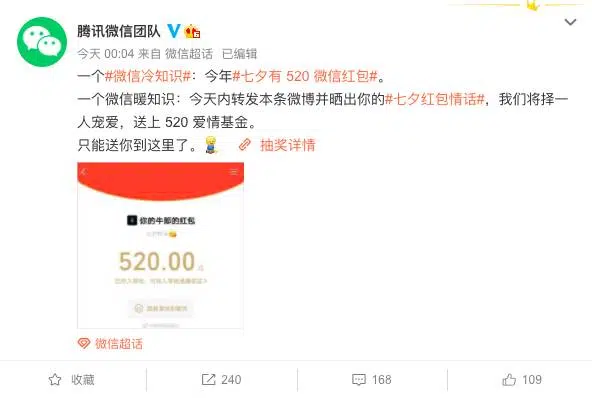 腾讯微信团队
今天 00:04 来自 微信超话 已编辑
一个#微信冷知识#：今年#七夕有 520 微信红包#。
一个微信暖知识：今天内转发本条微博并晒出你的#七夕红包情话#，我们将择一
人宠爱，送上 520 爱情基金。
只能送你到这里了。 抽奖详情
你的牛郎的红包
520.00 元
微信超话
收藏 240 168 109